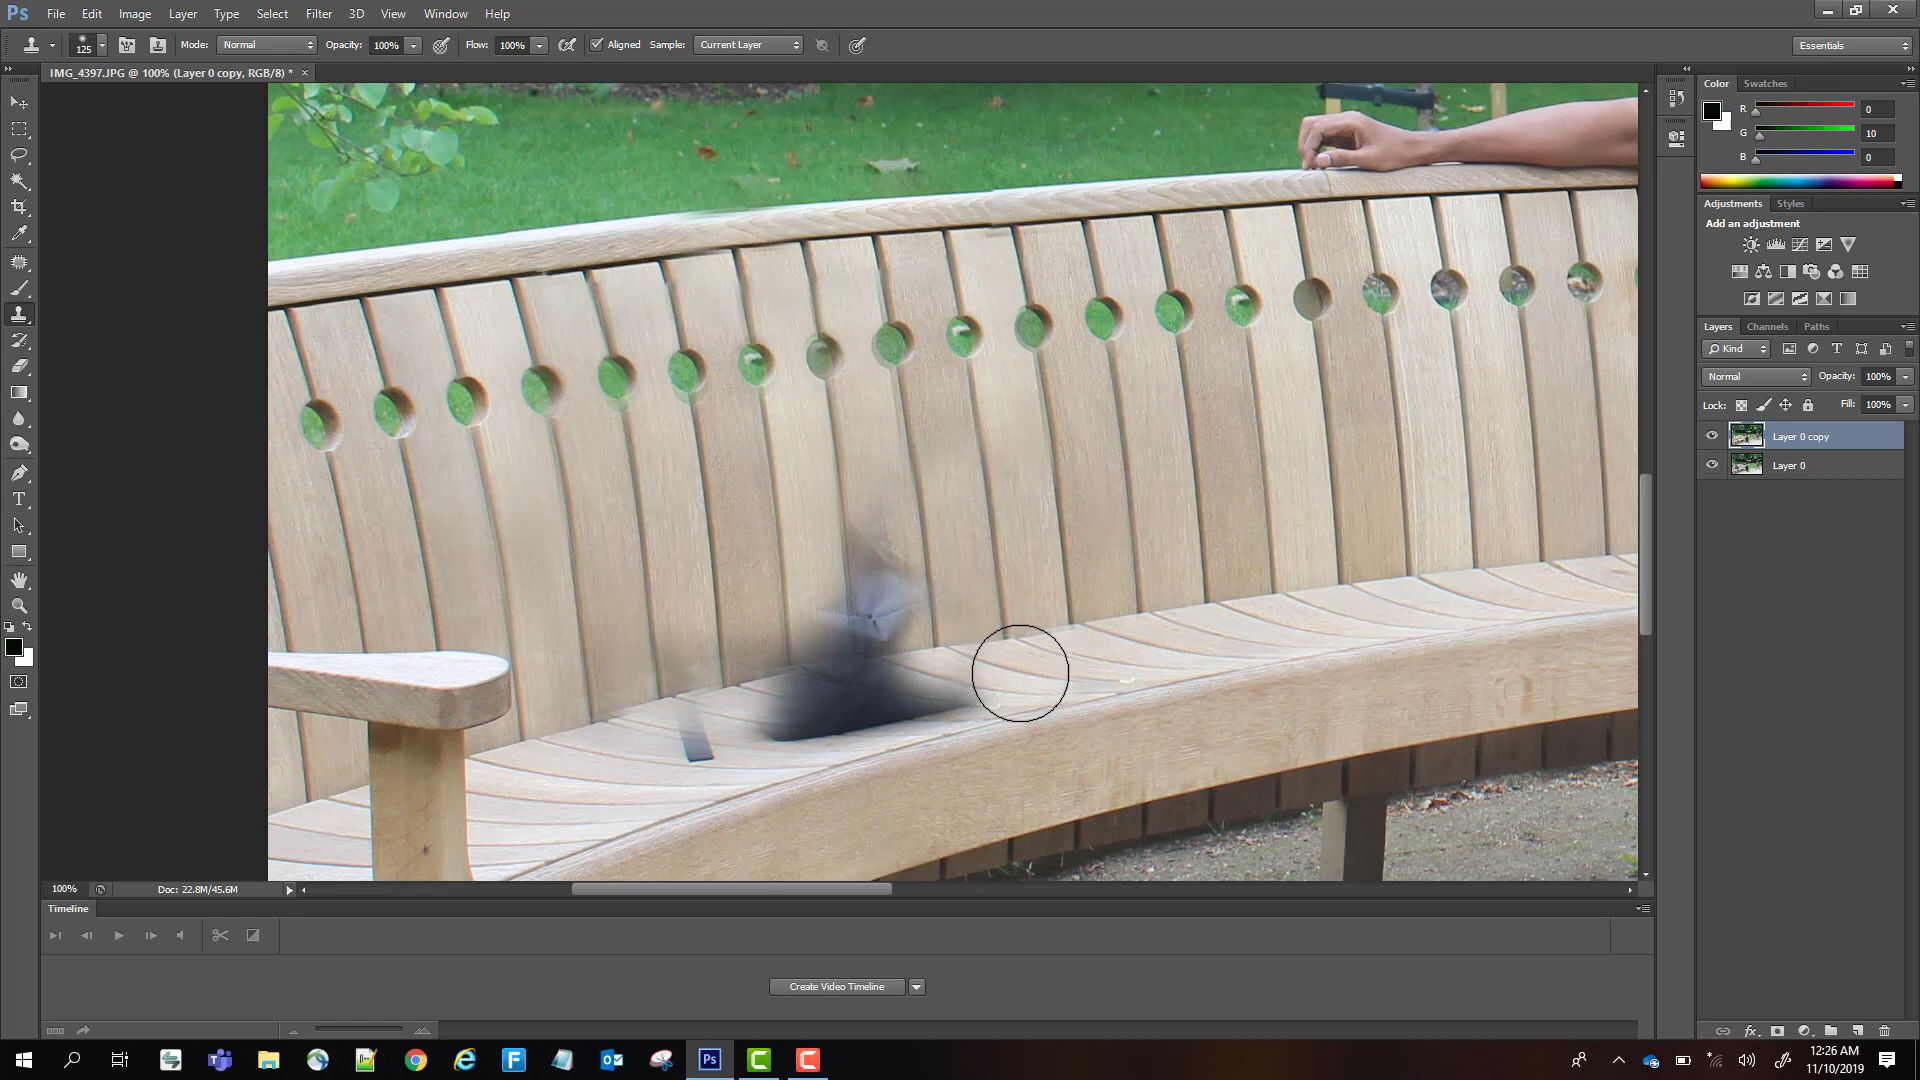 Ps File Edit Image Layer Type Select Filter 3D View Window Help
125 Mode: Normal Opacity: 100% Flow: 100% Aligned Sample: Current Layer Essentials
IMG_4397.JPG @ 100% (Layer 0 copy, RGB/8) * ×
Color Swatches
R 0
G 10
B 0
Adjustments Styles
Add an adjustment
Layers Channels Paths
Kind
Normal Opacity: 100%
Lock: Fill: 100%
Layer 0 copy
Layer 0
100% Doc: 22.8M/45.6M
Timeline
Create Video Timeline
12:26 AM
11/10/2019